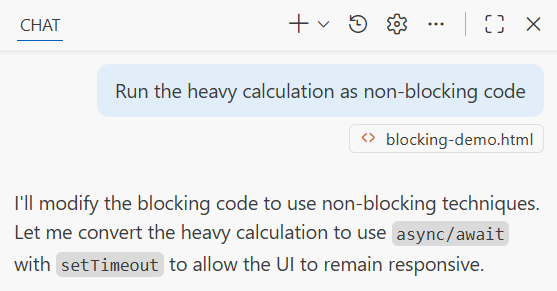 CHAT
Run the heavy calculation as non-blocking code
blocking-demo.html
I'll modify the blocking code to use non-blocking techniques.
Let me convert the heavy calculation to use async/await
with setTimeout to allow the UI to remain responsive.